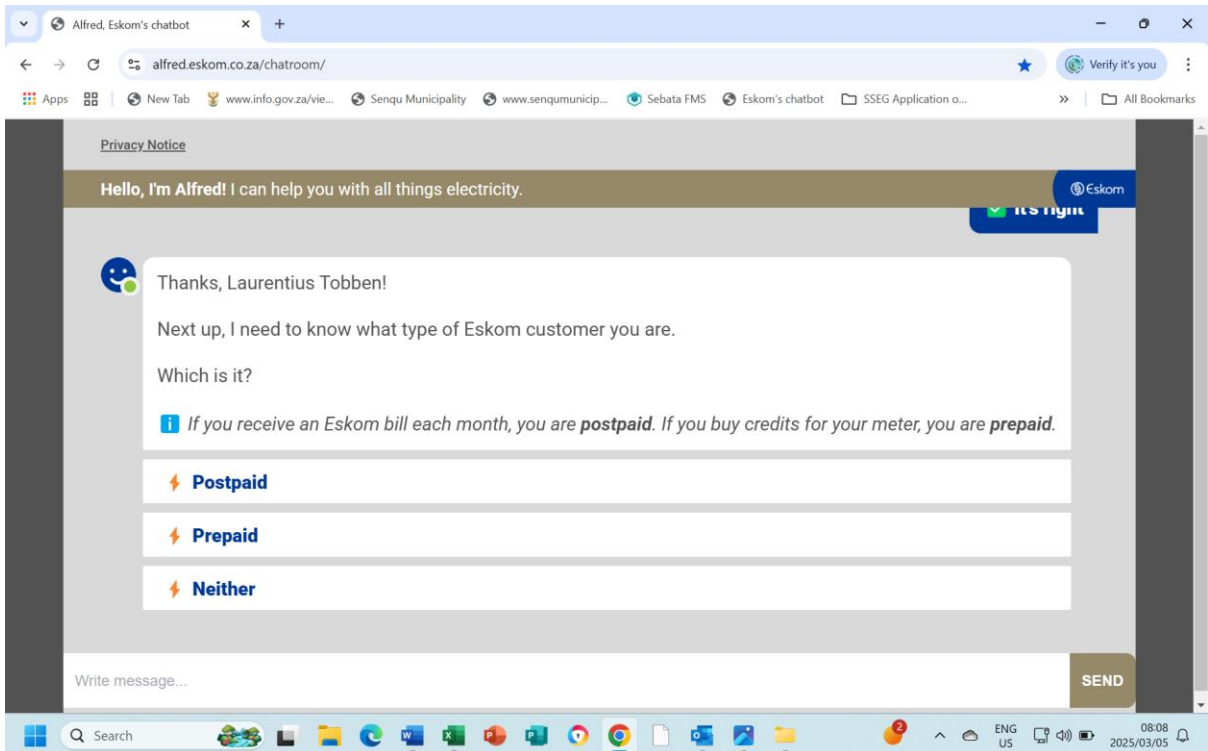 Alfred, Eskom's chatbot
alfred.eskom.co.za/chatroom/
Verify it's you
Apps
New Tab
www.info.gov.za/vie...
Senqu Municipality
www.senqumunicip...
Sebata FMS
Eskom's chatbot
SSEG Application o...
»
All Bookmarks
Privacy Notice
Hello, I'm Alfred! I can help you with all things electricity.
Eskom
It's right
Thanks, Laurentius Tobben!
Next up, I need to know what type of Eskom customer you are.
Which is it?
If you receive an Eskom bill each month, you are postpaid. If you buy credits for your meter, you are prepaid.
Postpaid
Prepaid
Neither
Write message...
SEND
Search
2
ENG
US
08:08
2025/03/05